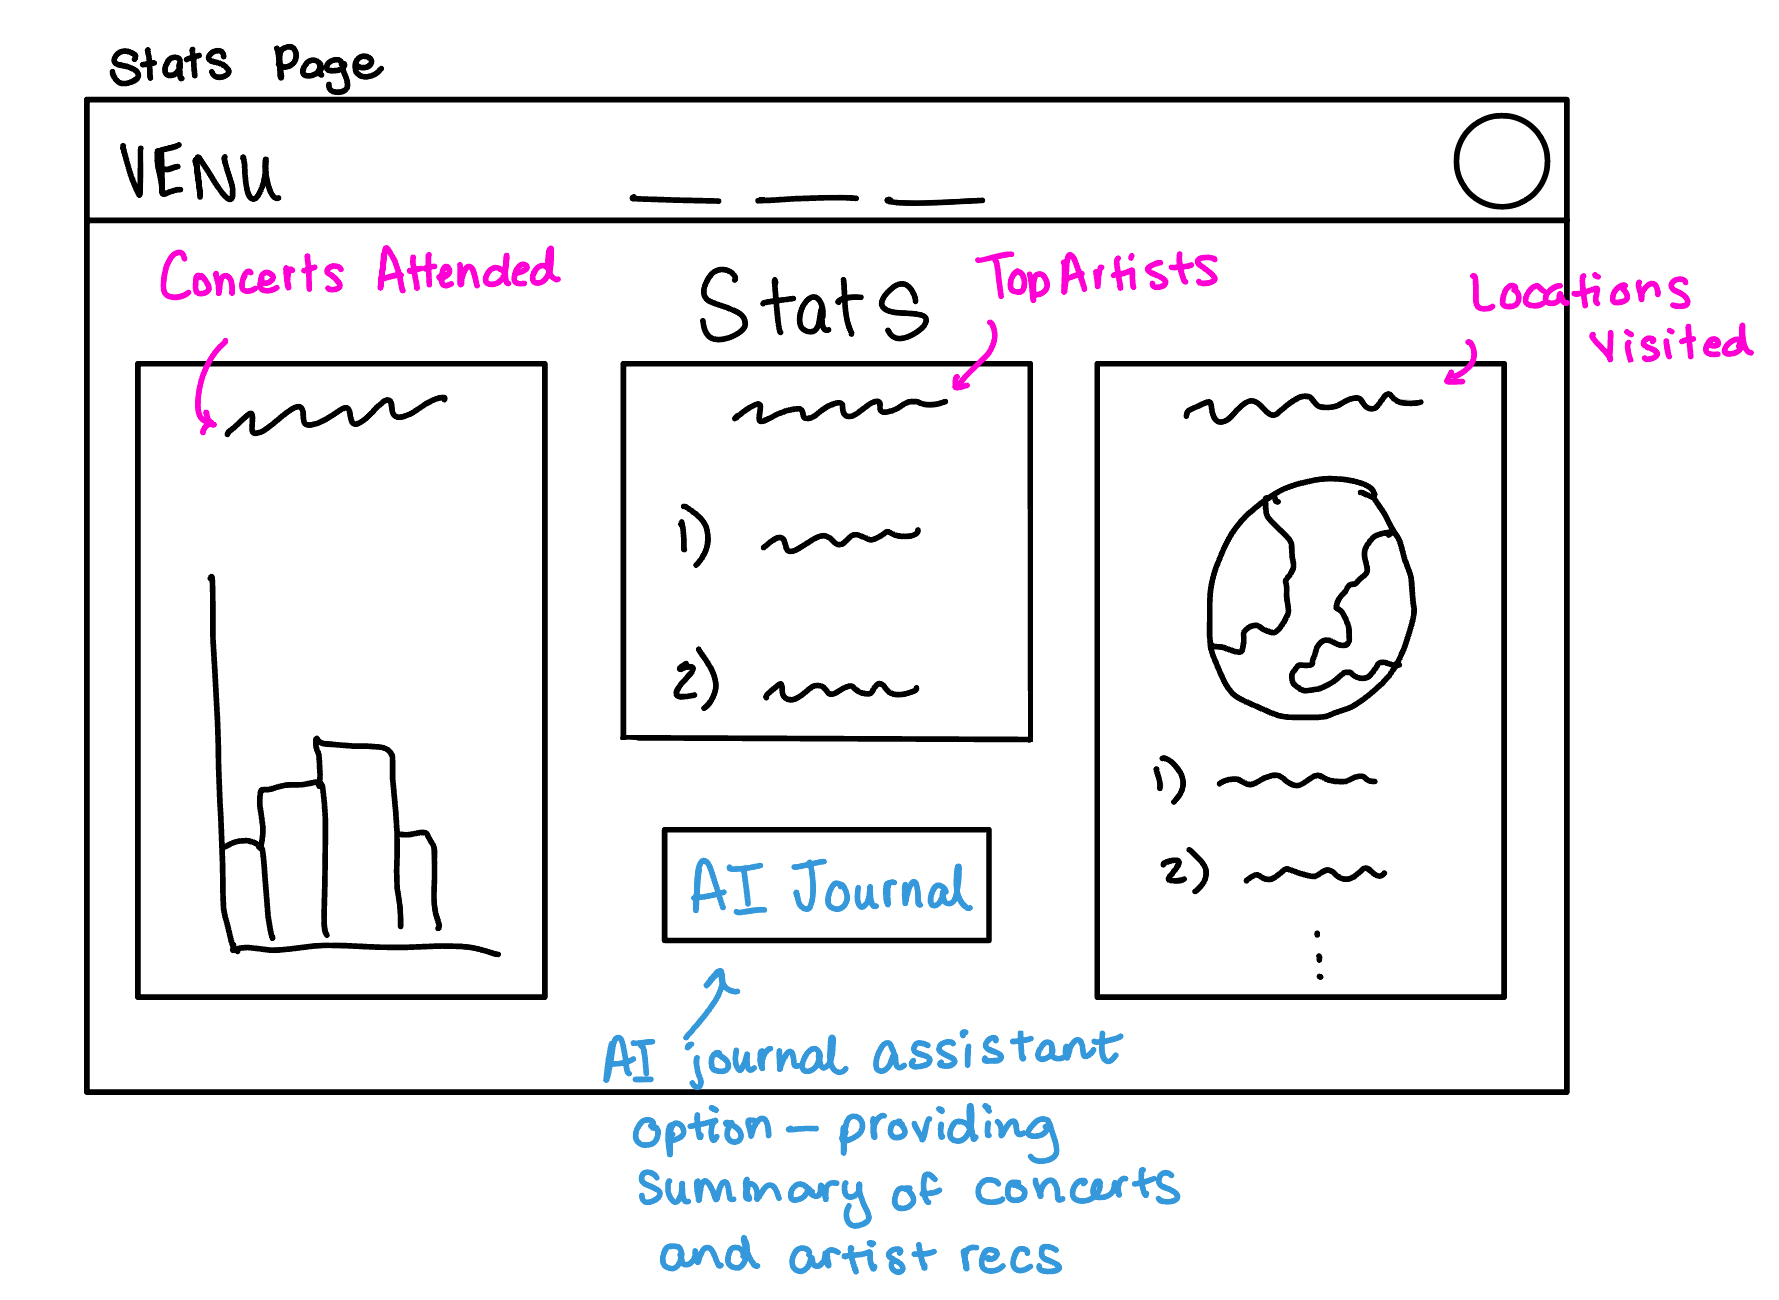 Stats Page
VENU
Concerts Attended
Stats
Top Artists
Locations
Visited
1)
2)
1)
2)
AI Journal
AI journal assistant
option – providing
summary of concerts
and artist recs